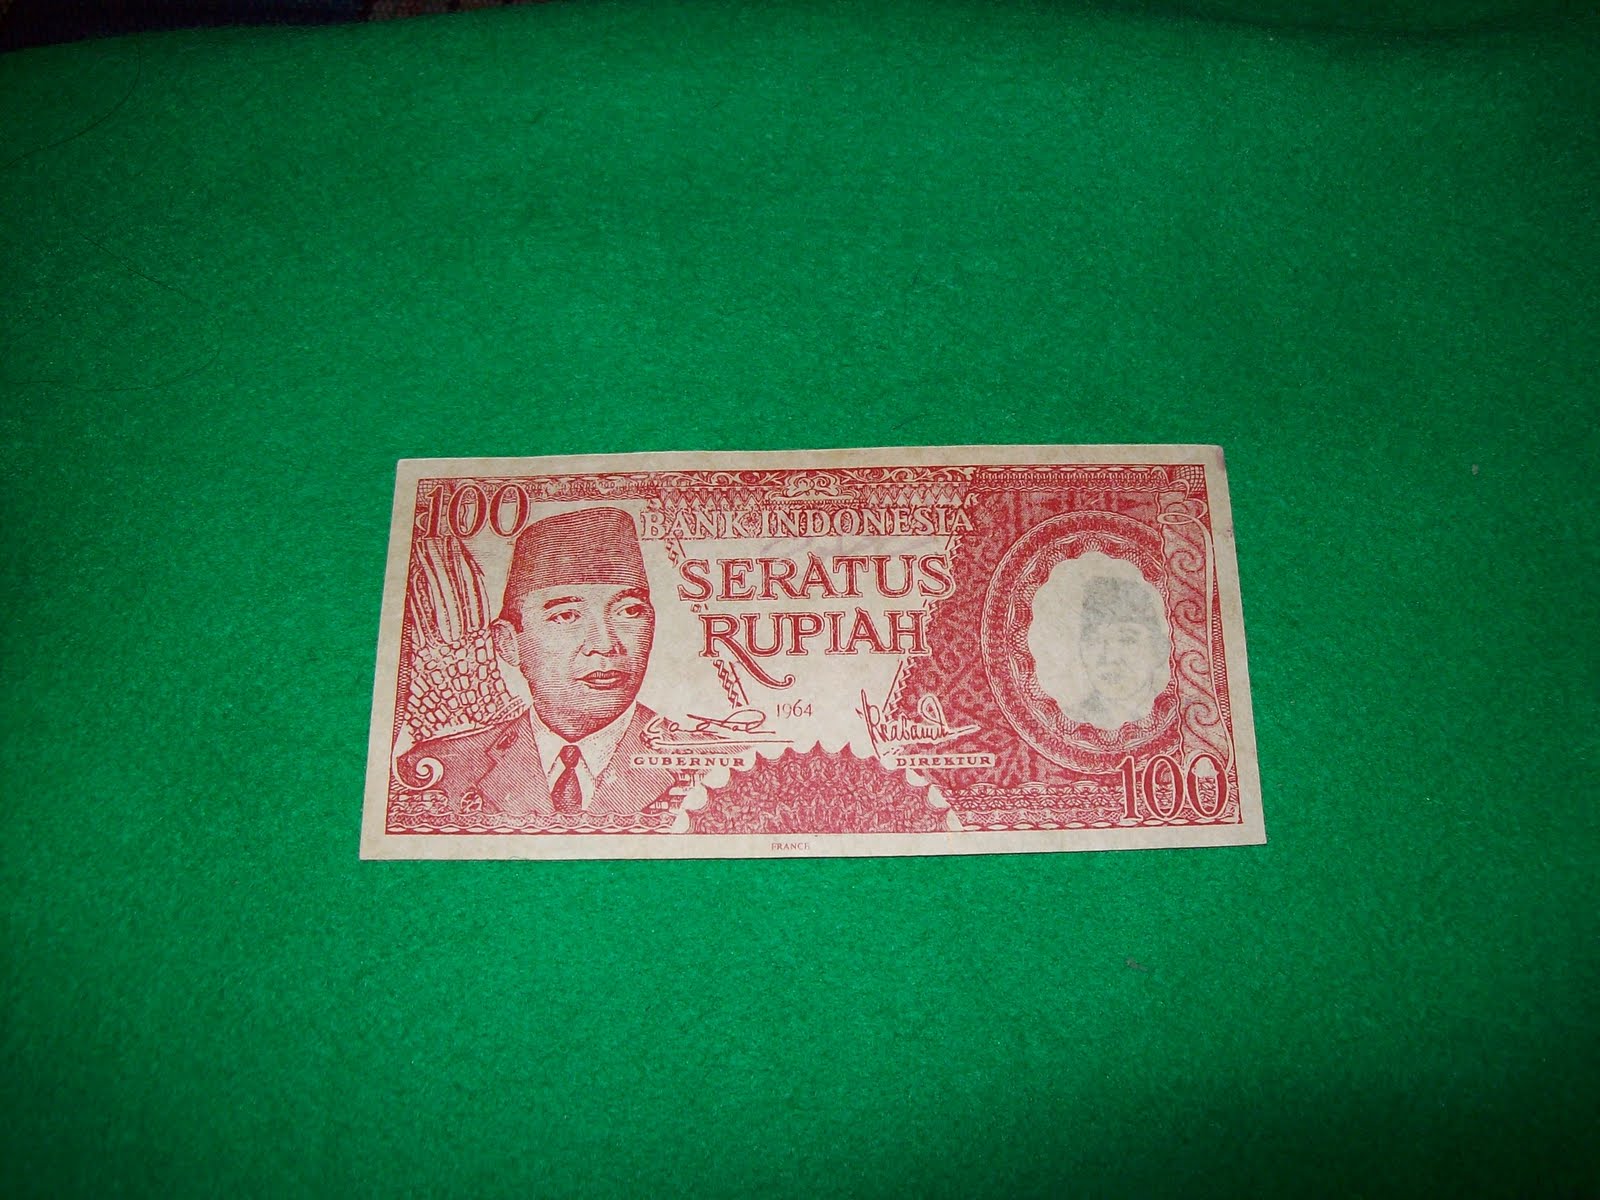 100
BANK INDONESIA
SERATUS
RUPIAH
1964
GUBERNUR
DIREKTUR
100
FRANCE